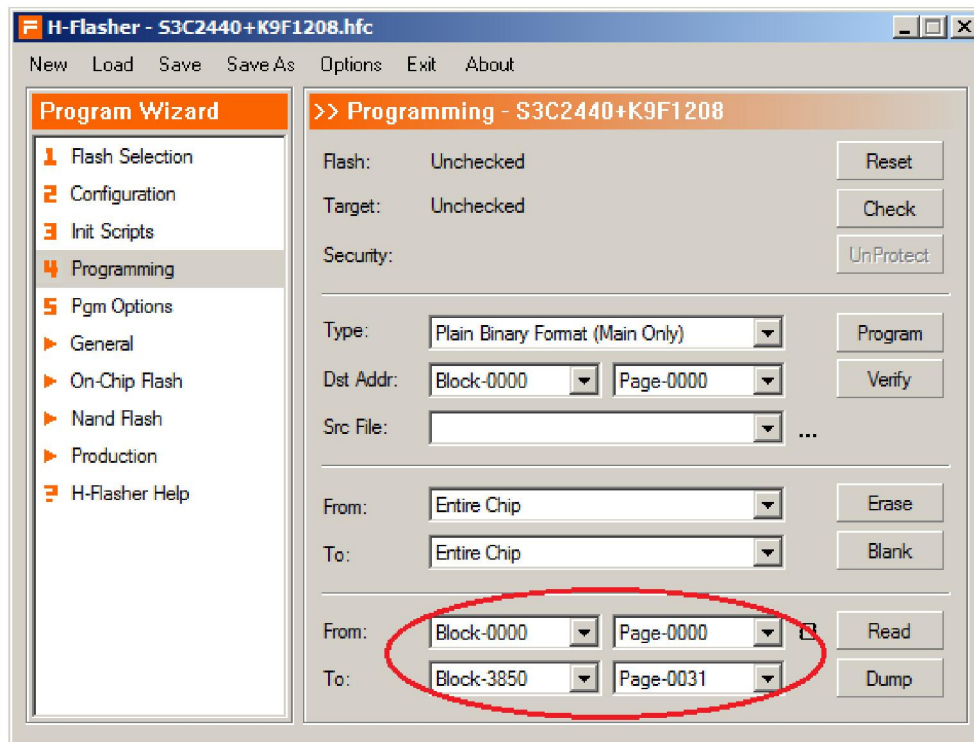 H-Flasher - S3C2440+K9F1208.hfc
New Load Save Save As Options Exit About
Program Wizard
1 Flash Selection
2 Configuration
3 Init Scripts
4 Programming
5 Pgm Options
General
On-Chip Flash
Nand Flash
Production
? H-Flasher Help
>> Programming - S3C2440+K9F1208
Flash: Unchecked Reset
Target: Unchecked Check
Security: UnProtect
Type: Plain Binary Format (Main Only) Program
Dst Addr: Block-0000 Page-0000 Verify
Src File: ...
From: Entire Chip Erase
To: Entire Chip Blank
From: Block-0000 Page-0000 Read
To: Block-3850 Page-0031 Dump